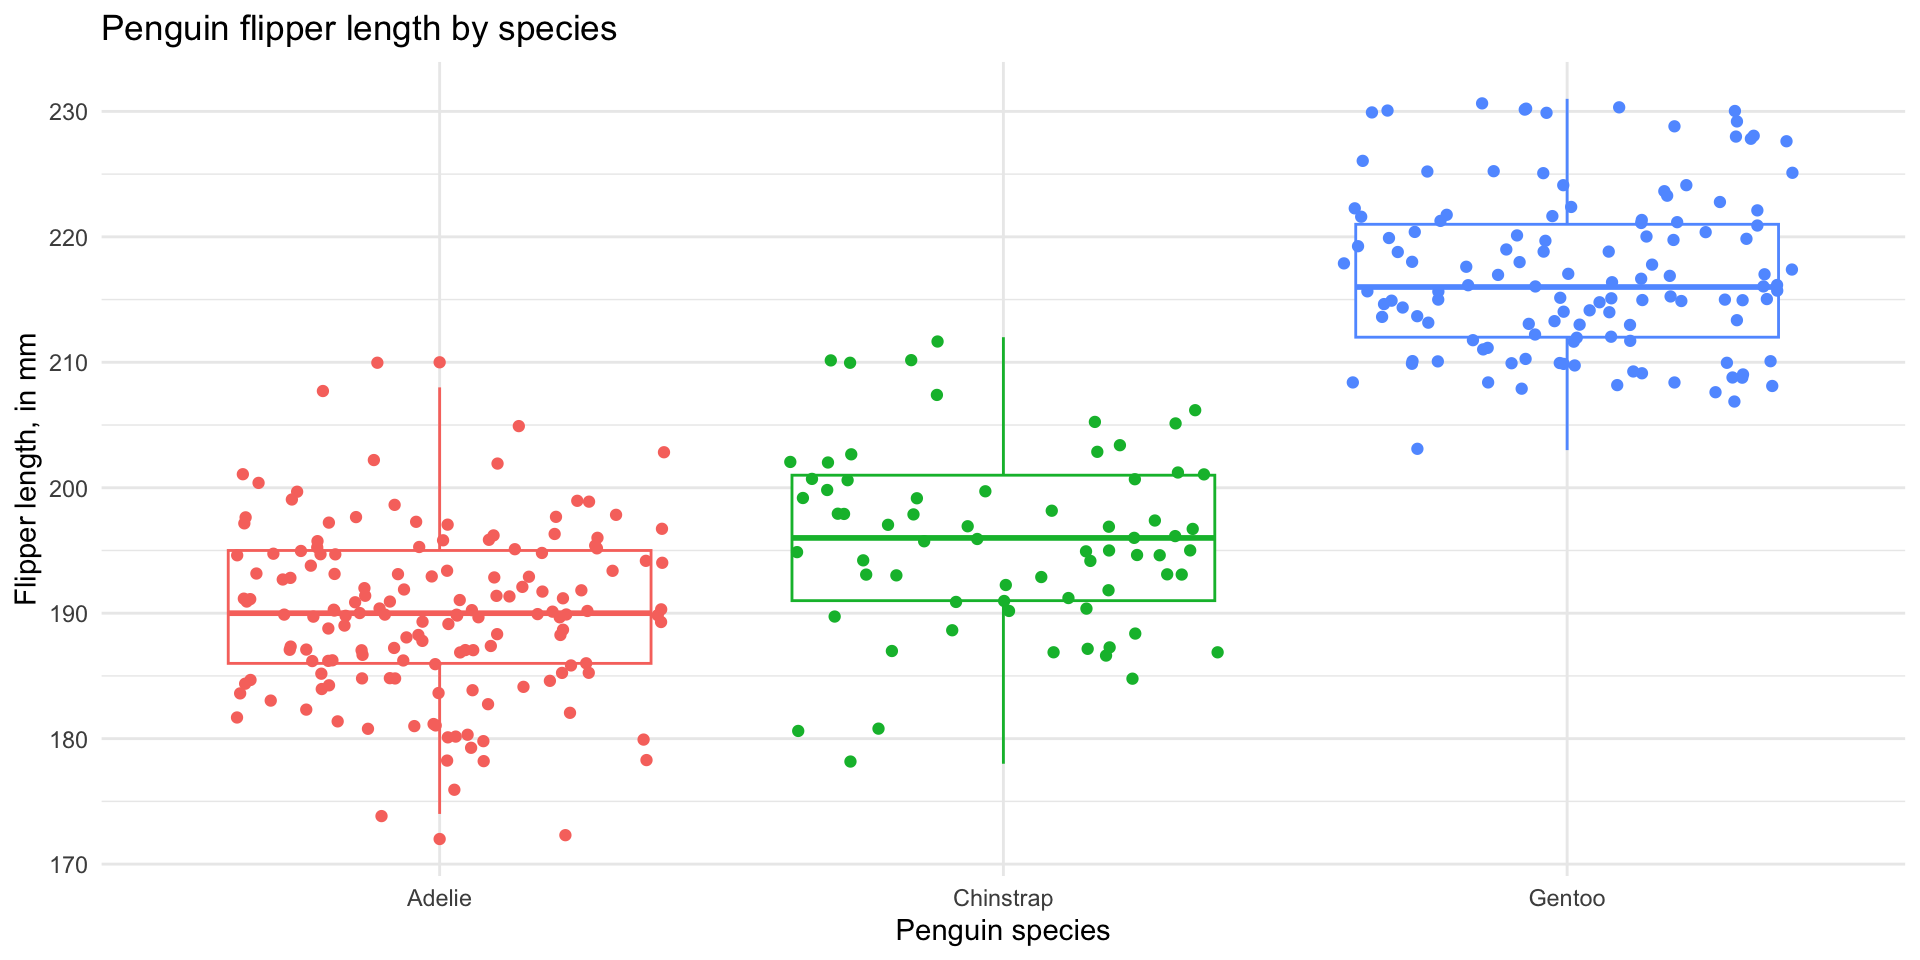 Penguin flipper length by species
Flipper length, in mm
230
220
210
200
190
180
170
Adelie
Chinstrap
Gentoo
Penguin species